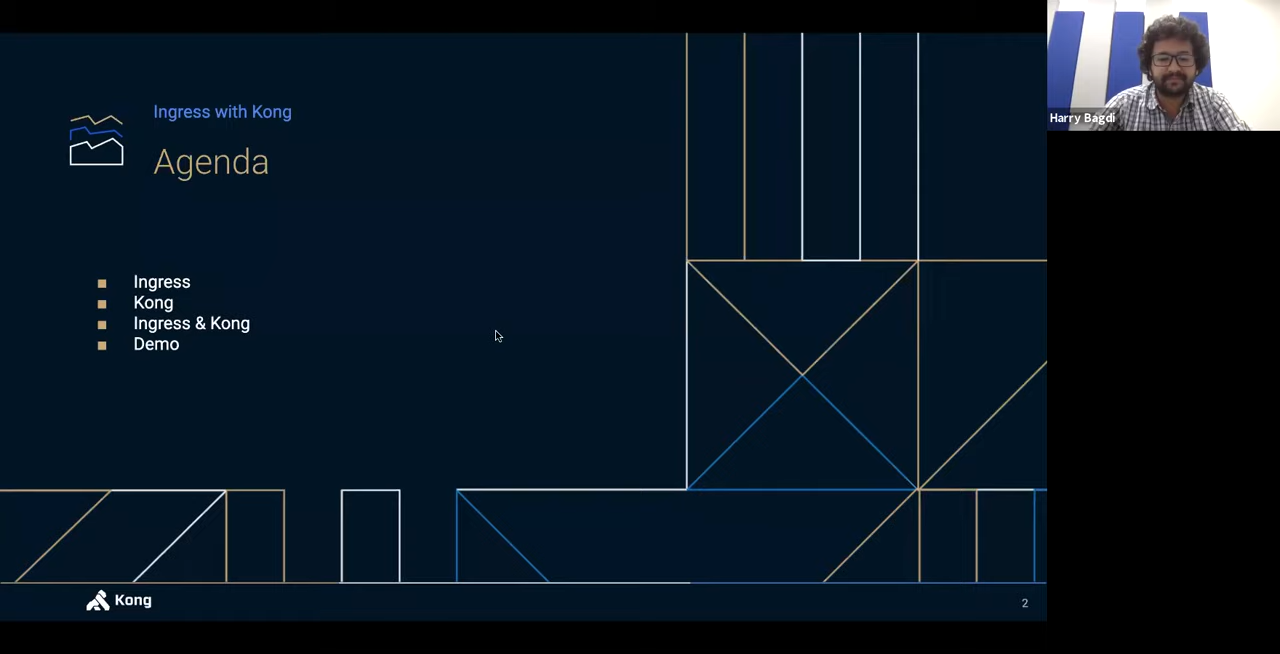 Ingress with Kong
Agenda
Ingress
Kong
Ingress & Kong
Demo
Kong
2
Harry Bagdi